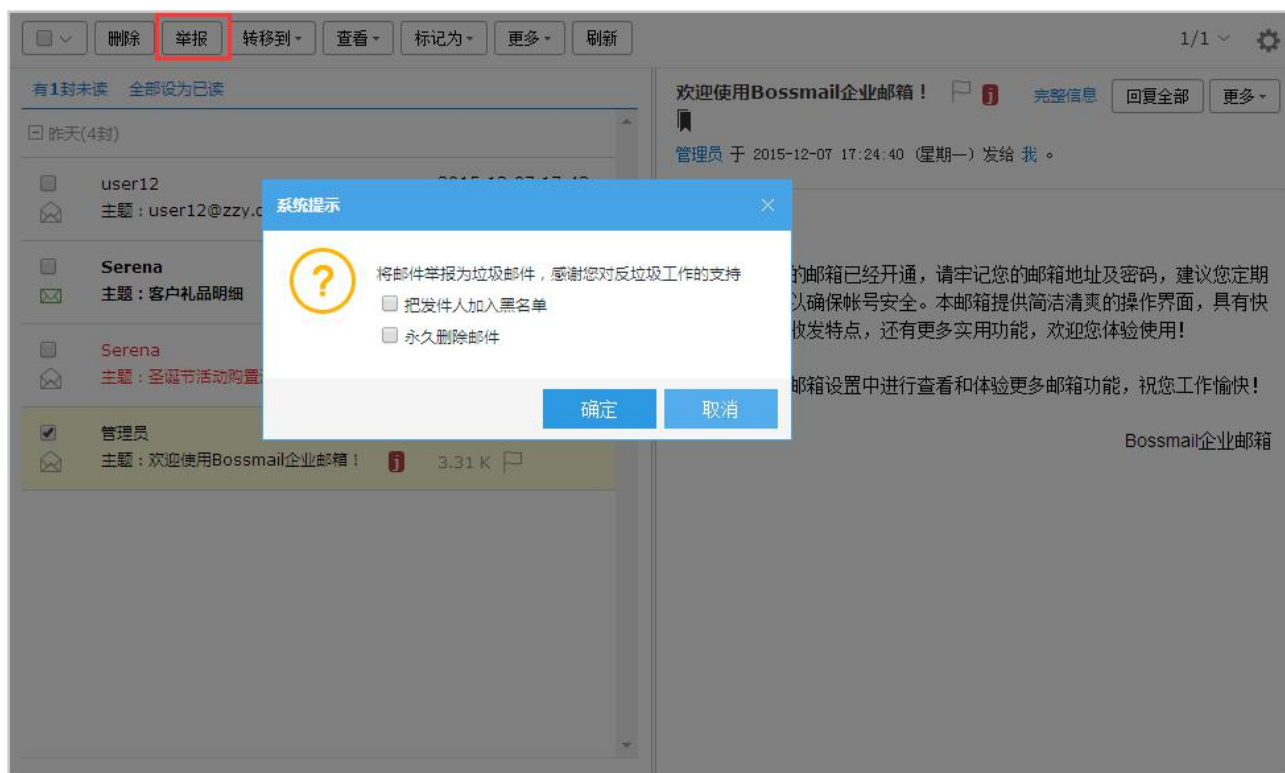 删除 举报 转移到 查看 标记为 更多 刷新 1/1
有1封未读 全部设为已读
昨天(4封)
user12
主题：user12@zzy.c
Serena
主题：客户礼品明细
Serena
主题：圣诞节活动购置
管理员
主题：欢迎使用Bossmail企业邮箱！ j 3.31 K
欢迎使用Bossmail企业邮箱！ j 完整信息 回复全部 更多
管理员 于 2015-12-07 17:24:40 (星期一) 发给 我 。
的邮箱已经开通，请牢记您的邮箱地址及密码，建议您定期
以确保帐号安全。本邮箱提供简洁清爽的操作界面，具有快
收发特点，还有更多实用功能，欢迎您体验使用！
邮箱设置中进行查看和体验更多邮箱功能，祝您工作愉快！
Bossmail企业邮箱
系统提示
将邮件举报为垃圾邮件，感谢您对反垃圾工作的支持
把发件人加入黑名单
永久删除邮件
确定 取消